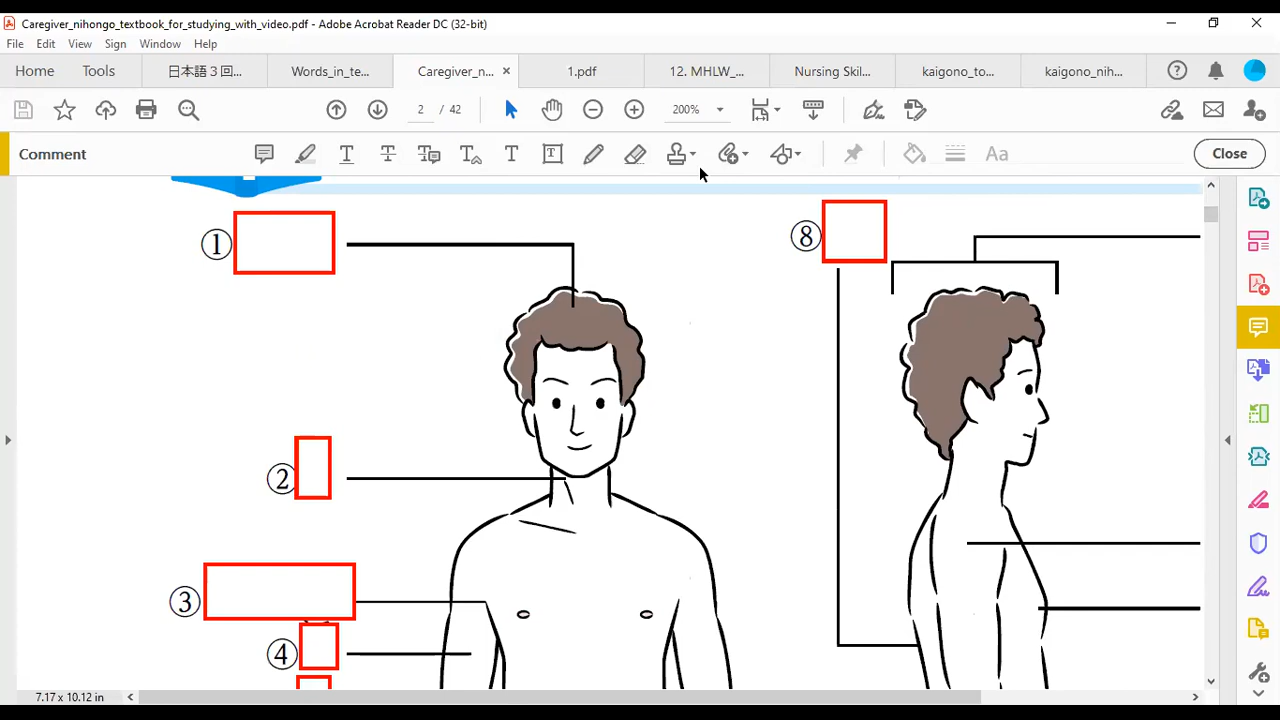 Caregiver_nihongo_textbook_for_studying_with_video.pdf - Adobe Acrobat Reader DC (32-bit)
File Edit View Sign Window Help
Home Tools 日本語３回... Words_in_te... Caregiver_n... × 1.pdf 12. MHLW_... Nursing Skil... kaigono_to... kaigono_nih...
2 / 42 200%
Comment Aa Close
①
⑧
②
③
④
7.17 x 10.12 in